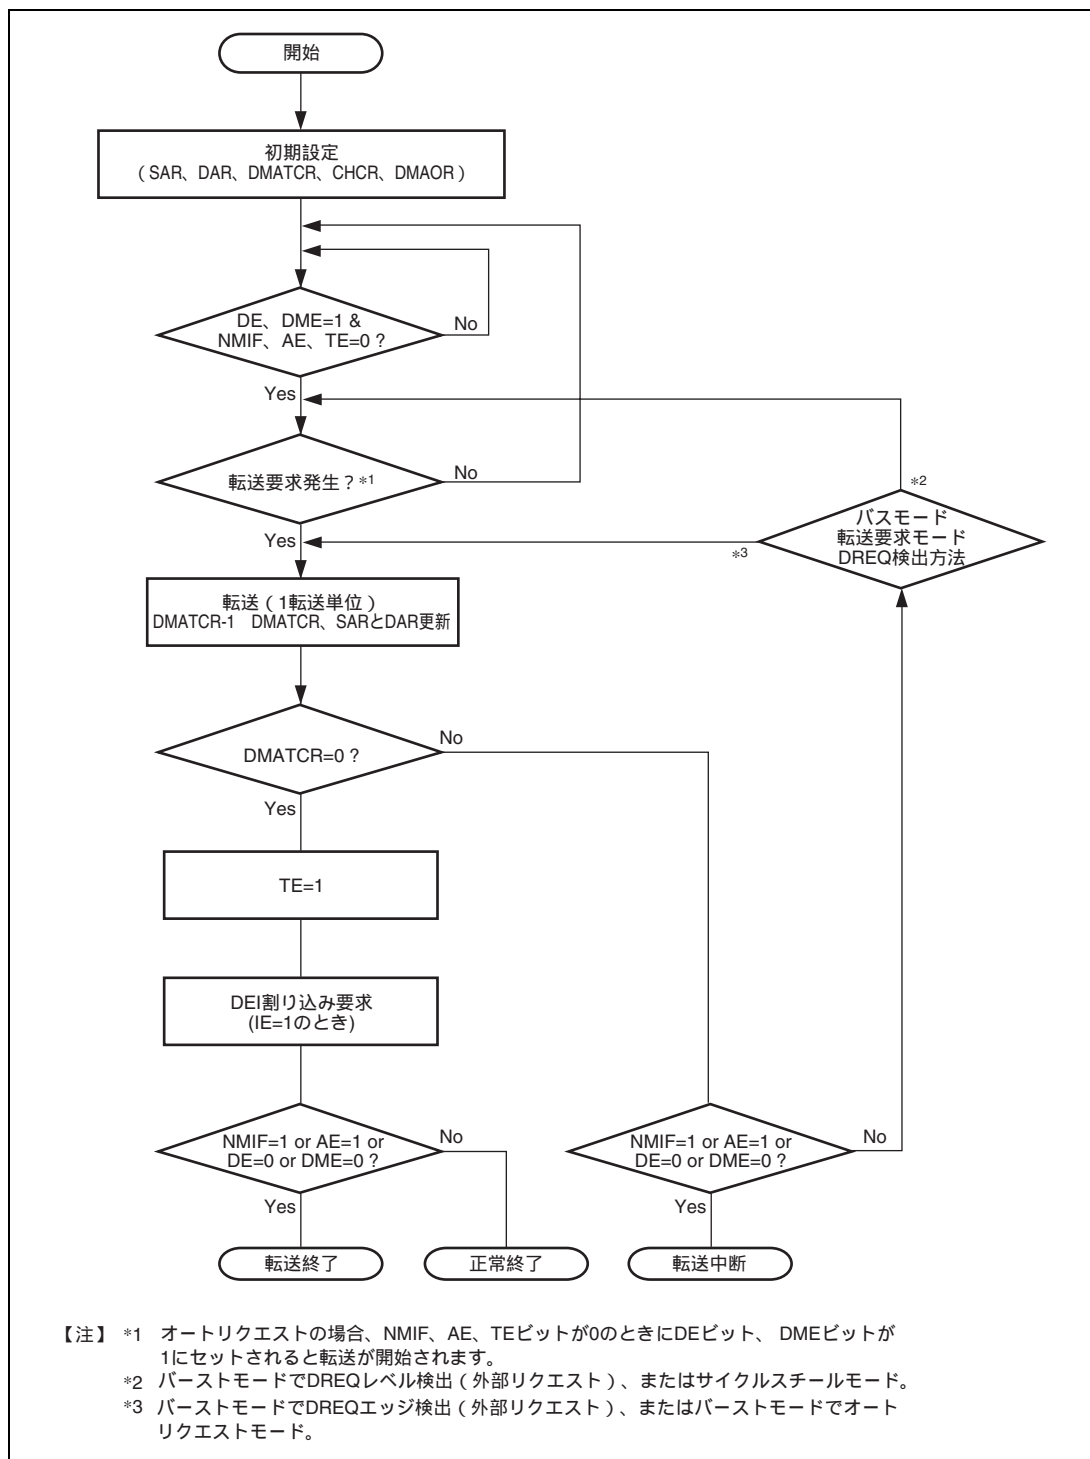 開始
初期設定
（SAR、DAR、DMATCR、CHCR、DMAOR）
DE、DME=1 &
NMIF、AE、TE=0？
No
Yes
転送要求発生？*1
No
*2
バスモード
転送要求モード
DREQ検出方法
Yes
*3
転送（1転送単位）
DMATCR-1　DMATCR、SARとDAR更新
DMATCR=0？
No
Yes
TE=1
DEI割り込み要求
(IE=1のとき)
NMIF=1 or AE=1 or
DE=0 or DME=0？
No
NMIF=1 or AE=1 or
DE=0 or DME=0？
No
Yes
Yes
転送終了
正常終了
転送中断
【注】 *1　オートリクエストの場合、NMIF、AE、TEビットが0のときにDEビット、DMEビットが
1にセットされると転送が開始されます。
*2　バーストモードでDREQレベル検出（外部リクエスト）、またはサイクルスチールモード。
*3　バーストモードでDREQエッジ検出（外部リクエスト）、またはバーストモードでオート
リクエストモード。